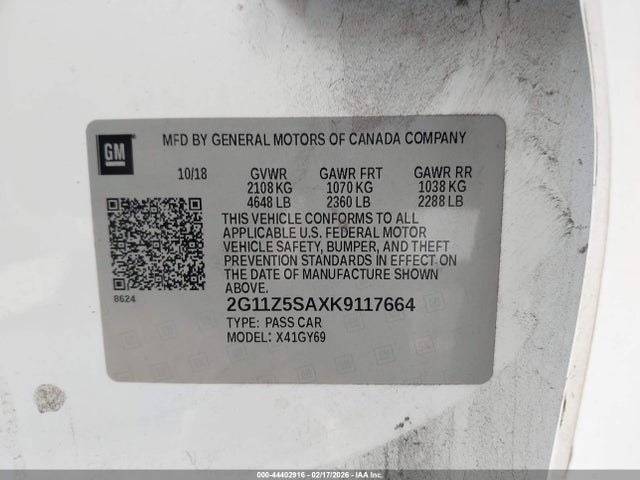 GM
MFD BY GENERAL MOTORS OF CANADA COMPANY
10/18 GVWR GAWR FRT GAWR RR
2108 KG 1070 KG 1038 KG
4648 LB 2360 LB 2288 LB
THIS VEHICLE CONFORMS TO ALL
APPLICABLE U.S. FEDERAL MOTOR
VEHICLE SAFETY, BUMPER, AND THEFT
PREVENTION STANDARDS IN EFFECT ON
THE DATE OF MANUFACTURE SHOWN
ABOVE.
8624
2G11Z5SAXK9117664
TYPE: PASS CAR
MODEL: X41GY69
000-44402916 - 02/17/2026 - IAAI.COM